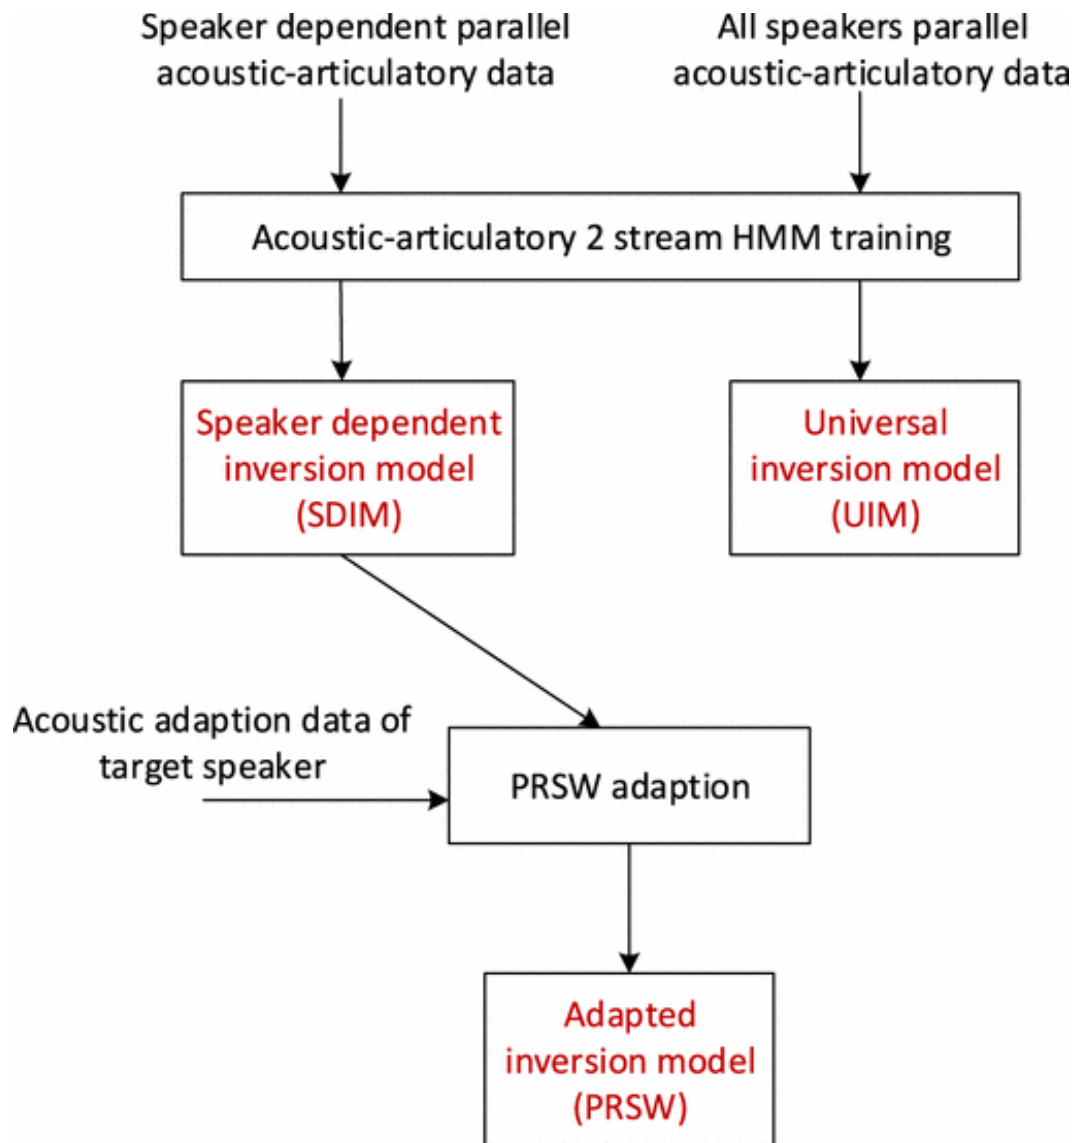 Speaker dependent parallel
acoustic-articulatory data
All speakers parallel
acoustic-articulatory data
Acoustic-articulatory 2 stream HMM training
Speaker dependent
inversion model
(SDIM)
Universal
inversion model
(UIM)
Acoustic adaption data of
target speaker
PRSW adaption
Adapted
inversion model
(PRSW)